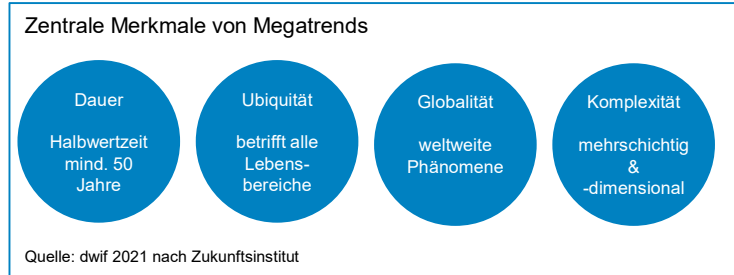 Zentrale Merkmale von Megatrends
Dauer
Halbwertzeit
mind. 50
Jahre
Ubiquität
betrifft alle
Lebens-
bereiche
Globalität
weltweite
Phänomene
Komplexität
mehrschichtig
&
-dimensional
Quelle: dwif 2021 nach Zukunftsinstitut